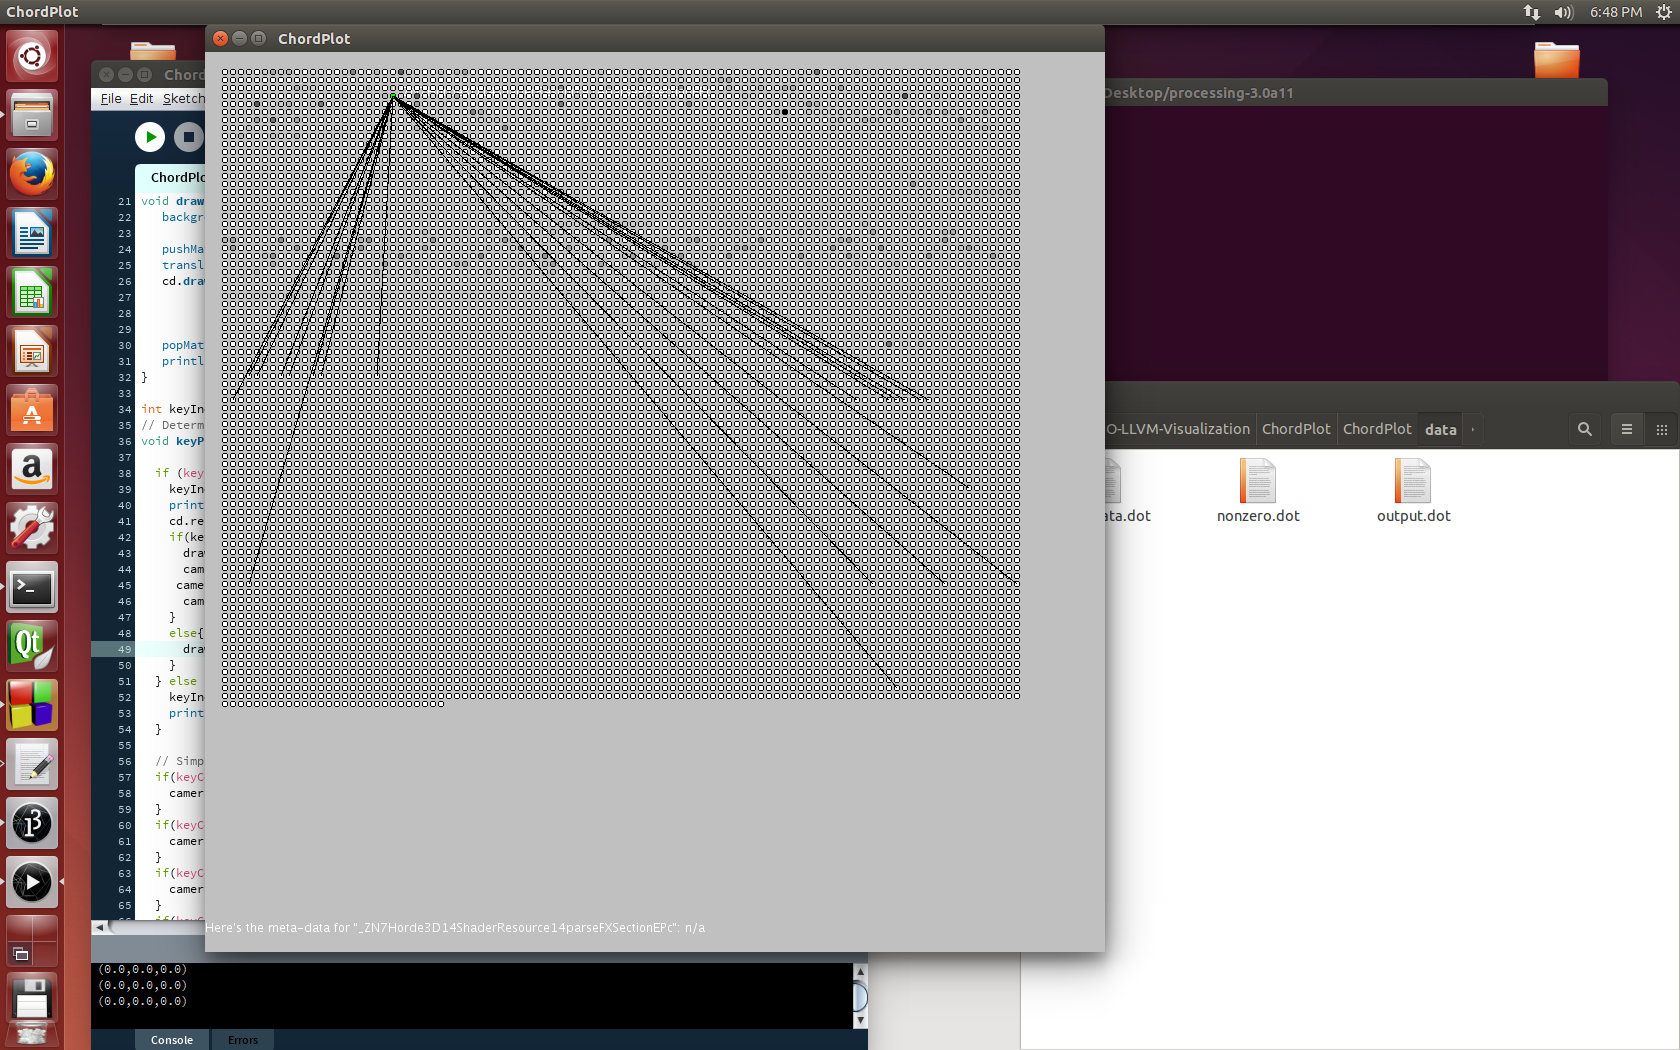 ChordPlot
6:48 PM
ChordPlot
Chord
Desktop/processing-3.0a11
File Edit Sketch
ChordPlo
21 void draw
22 backgr
23
24 pushMa
25 transl
26 cd.draw
27
28
29
30 popMat
31 printl
32 }
33
34 int keyIn
35 // Determ
36 void keyP
37
38 if (key
39 keyIn
40 print
41 cd.re
42 if(ke
43 draw
44 cam
45 came
46 cam
47 }
48 else{
49 draw
50 }
51 } else
52 keyIn
53 print
54 }
55
56 // Simp
57 if(keyC
58 camer
59 }
60 if(keyC
61 camer
62 }
63 if(keyC
64 camer
65 }
O-LLVM-Visualization ChordPlot ChordPlot data
ata.dot nonzero.dot output.dot
Here's the meta-data for "_ZN7Horde3D14ShaderResource14parseFXSectionEPc": n/a
(0.0,0.0,0.0)
(0.0,0.0,0.0)
(0.0,0.0,0.0)
Console Errors